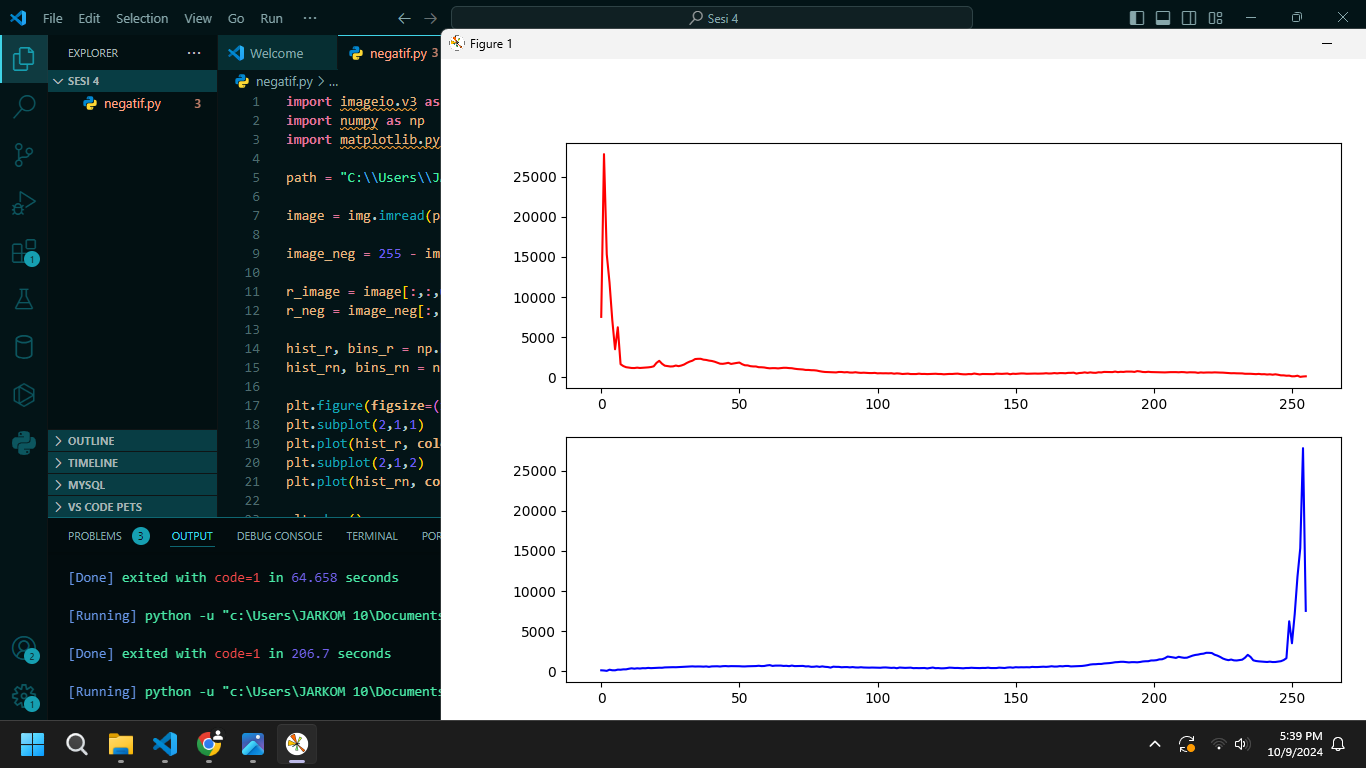 File Edit Selection View Go Run ··· Sesi 4
Figure 1
EXPLORER ···
SESI 4
negatif.py 3
OUTLINE
TIMELINE
MYSQL
VS CODE PETS
Welcome negatif.py 3
negatif.py > ...
1 import imageio.v3 as
2 import numpy as np
3 import matplotlib.py
4
5 path = "C:\\Users\\JA
6
7 image = img.imread(p
8
9 image_neg = 255 - im
10
11 r_image = image[:,:,
12 r_neg = image_neg[:,
13
14 hist_r, bins_r = np.
15 hist_rn, bins_rn = n
16
17 plt.figure(figsize=(
18 plt.subplot(2,1,1)
19 plt.plot(hist_r, colo
20 plt.subplot(2,1,2)
21 plt.plot(hist_rn, co
22
PROBLEMS 3 OUTPUT DEBUG CONSOLE TERMINAL POR
[Done] exited with code=1 in 64.658 seconds
[Running] python -u "c:\Users\JARKOM 10\Documents
[Done] exited with code=1 in 206.7 seconds
[Running] python -u "c:\Users\JARKOM 10\Documents
1
2
1
25000
20000
15000
10000
5000
0
0 50 100 150 200 250
25000
20000
15000
10000
5000
0
0 50 100 150 200 250
5:39 PM
10/9/2024